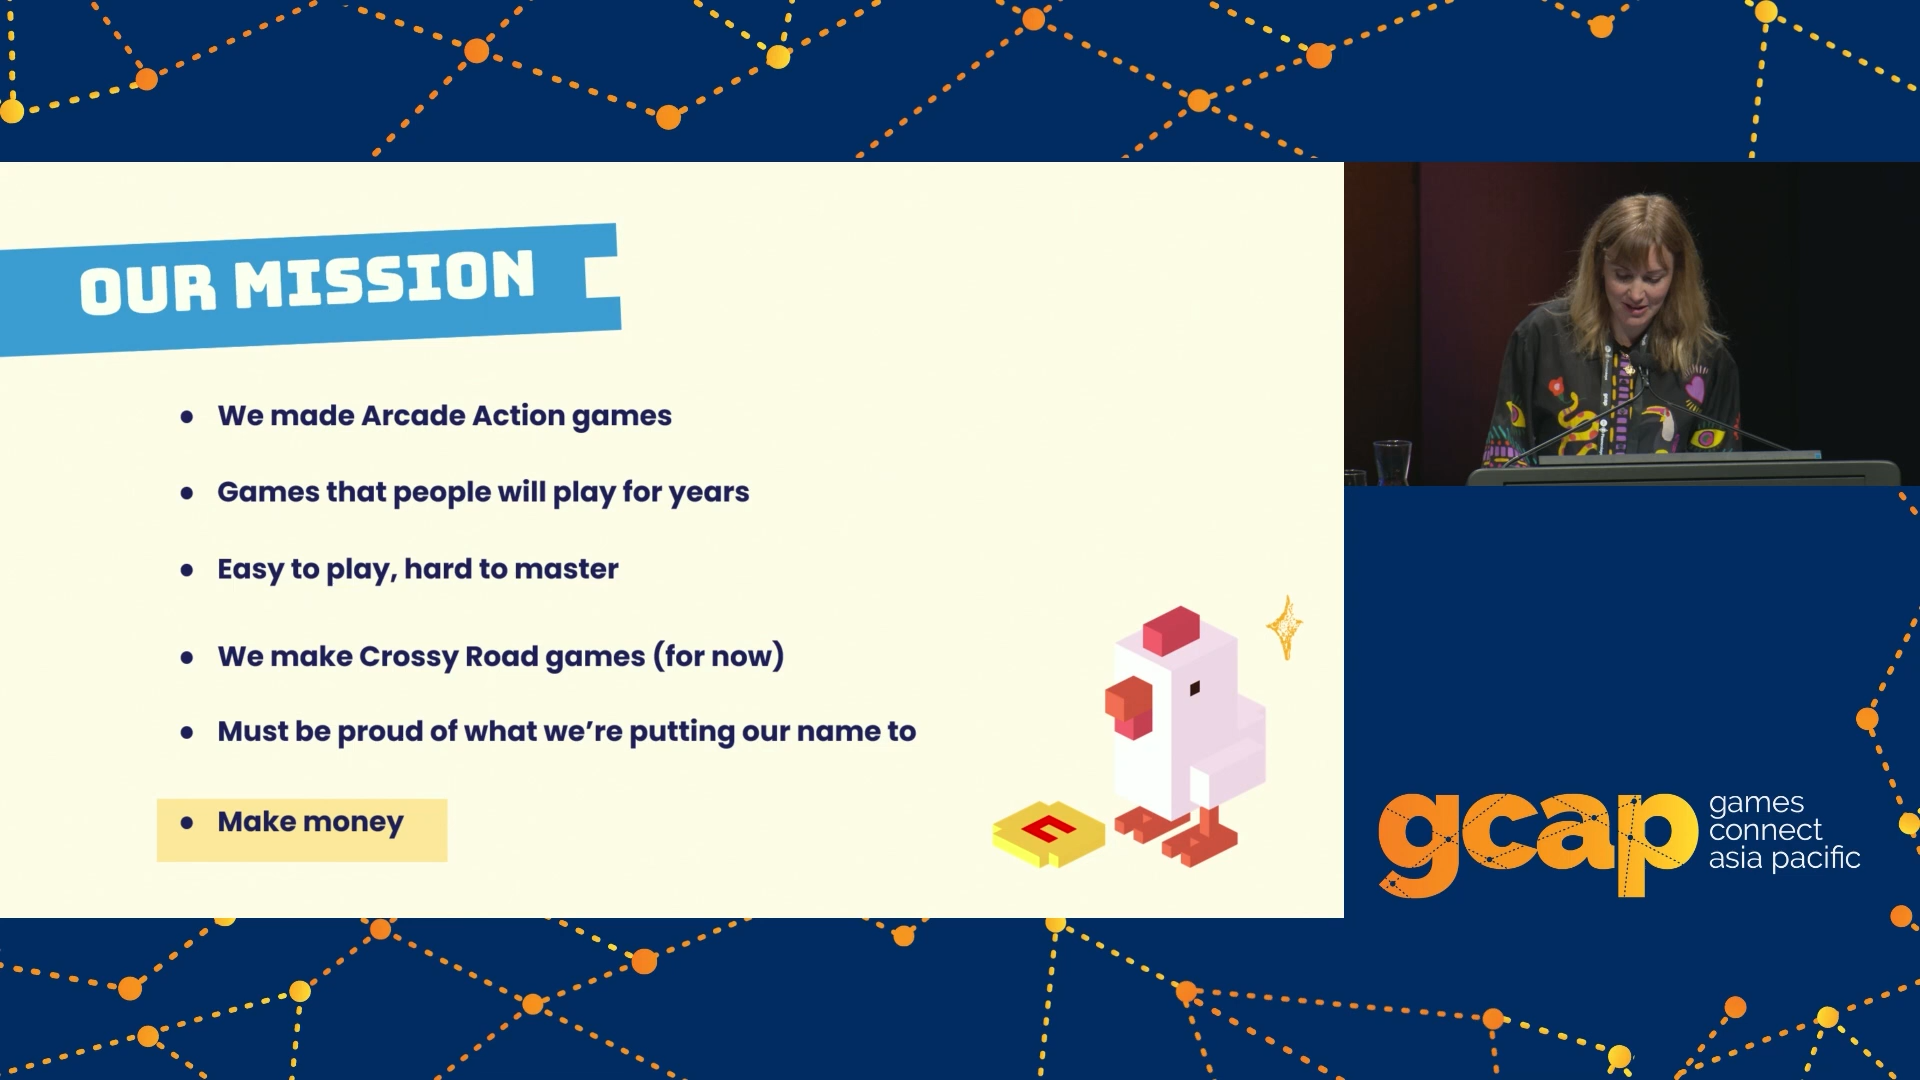 OUR MISSION
● We made Arcade Action games
● Games that people will play for years
● Easy to play, hard to master
● We make Crossy Road games (for now)
● Must be proud of what we're putting our name to
● Make money
gcap
games
connect
asia pacific